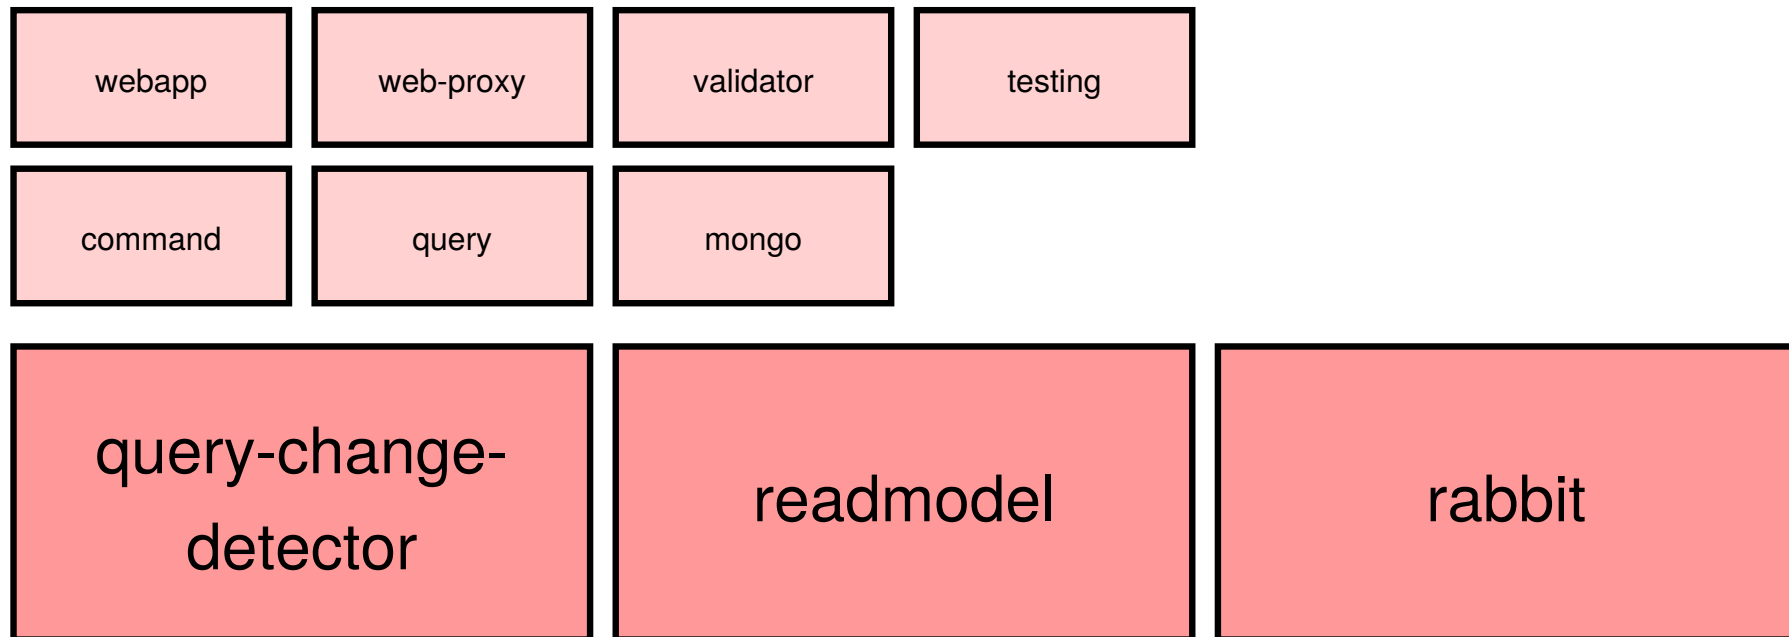 webapp
web-proxy
validator
testing
command
query
mongo
query-change-
detector
readmodel
rabbit